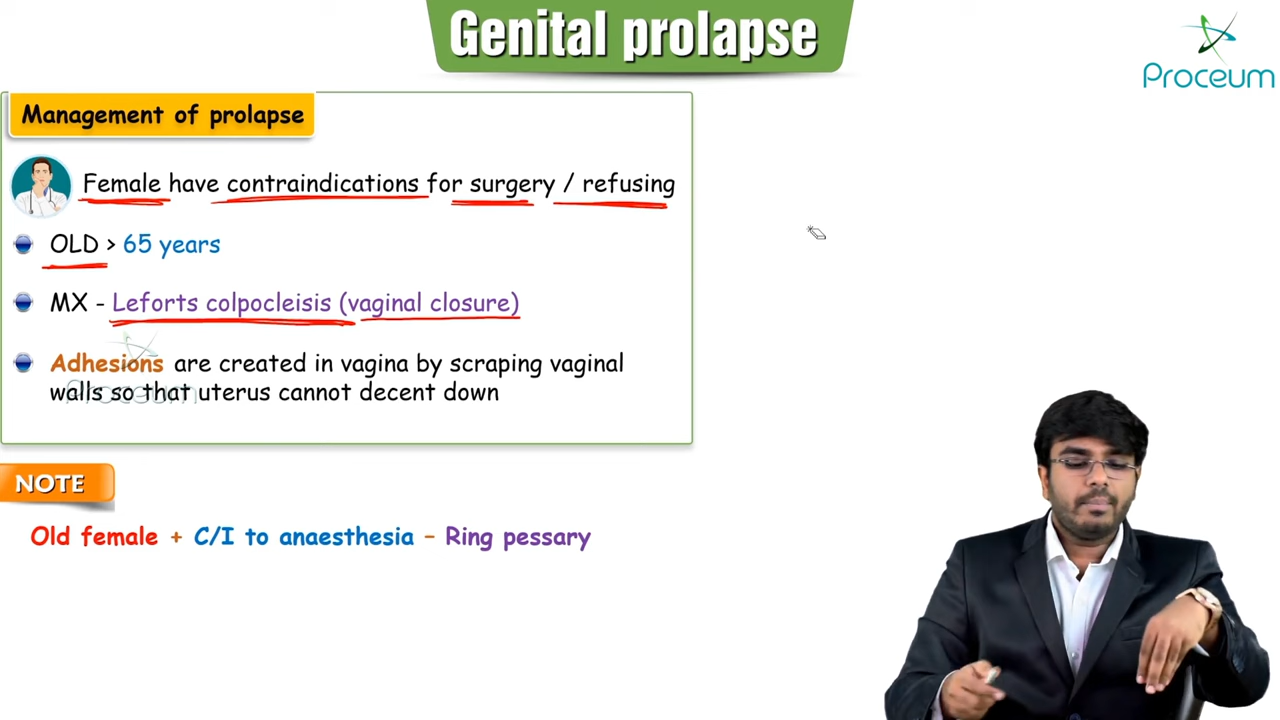 Genital prolapse
Proceum
Management of prolapse
Female have contraindications for surgery / refusing
OLD > 65 years
MX - Leforts colpocleisis (vaginal closure)
Adhesions are created in vagina by scraping vaginal
walls so that uterus cannot decent down
Proceum
NOTE
Old female + C/I to anaesthesia – Ring pessary